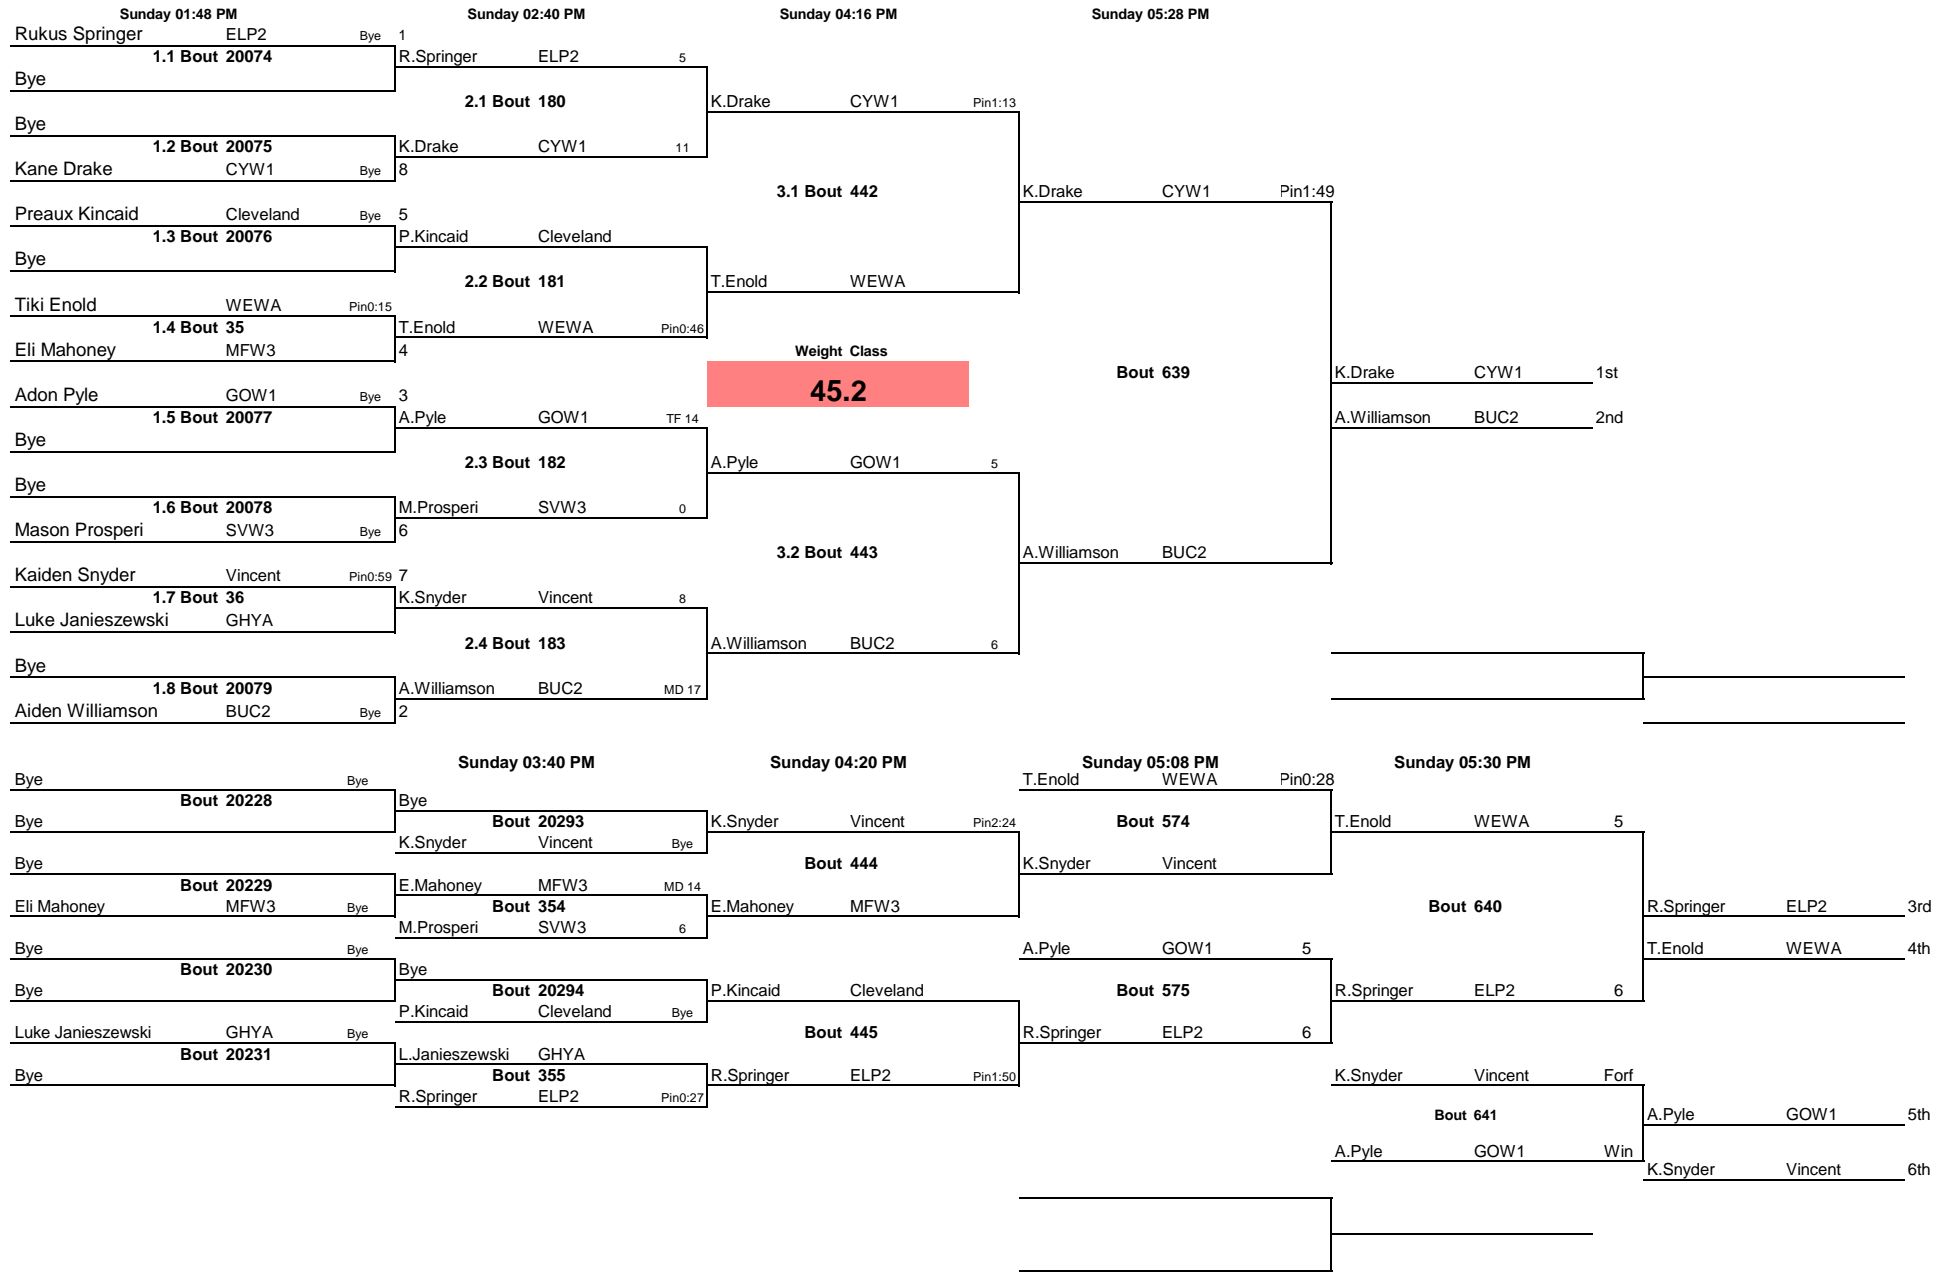 Sunday 01:48 PM Sunday 02:40 PM Sunday 04:16 PM Sunday 05:28 PM
Rukus Springer ELP2 Bye 1
1.1 Bout 20074 R.Springer ELP2 5
Bye
2.1 Bout 180 K.Drake CYW1 Pin1:13
Bye
1.2 Bout 20075 K.Drake CYW1 11
Kane Drake CYW1 Bye 8
3.1 Bout 442 K.Drake CYW1 Pin1:49
Preaux Kincaid Cleveland Bye 5
1.3 Bout 20076 P.Kincaid Cleveland
Bye
2.2 Bout 181 T.Enold WEWA
Tiki Enold WEWA Pin0:15
1.4 Bout 35 T.Enold WEWA Pin0:46
Eli Mahoney MFW3 4 Weight Class
Bout 639 K.Drake CYW1 1st
Adon Pyle GOW1 Bye 3 45.2
1.5 Bout 20077 A.Pyle GOW1 TF 14 A.Williamson BUC2 2nd
Bye
2.3 Bout 182 A.Pyle GOW1 5
Bye
1.6 Bout 20078 M.Prosperi SVW3 0
Mason Prosperi SVW3 Bye 6
3.2 Bout 443 A.Williamson BUC2
Kaiden Snyder Vincent Pin0:59 7
1.7 Bout 36 K.Snyder Vincent 8
Luke Janieszewski GHYA
2.4 Bout 183 A.Williamson BUC2 6
Bye
1.8 Bout 20079 A.Williamson BUC2 MD 17
Aiden Williamson BUC2 Bye 2
Sunday 03:40 PM Sunday 04:20 PM Sunday 05:08 PM Sunday 05:30 PM
Bye Bye T.Enold WEWA Pin0:28
Bout 20228 Bye
Bye Bout 20293 K.Snyder Vincent Pin2:24 Bout 574 T.Enold WEWA 5
K.Snyder Vincent Bye
Bye Bout 444 K.Snyder Vincent
Bout 20229 E.Mahoney MFW3 MD 14
Eli Mahoney MFW3 Bye Bout 354 E.Mahoney MFW3 Bout 640 R.Springer ELP2 3rd
M.Prosperi SVW3 6
Bye Bye A.Pyle GOW1 5 T.Enold WEWA 4th
Bout 20230 Bye
Bye Bout 20294 P.Kincaid Cleveland Bout 575 R.Springer ELP2 6
P.Kincaid Cleveland Bye
Luke Janieszewski GHYA Bye Bout 445 R.Springer ELP2 6
Bout 20231 L.Janieszewski GHYA
Bye Bout 355 R.Springer ELP2 Pin1:50 K.Snyder Vincent Forf
R.Springer ELP2 Pin0:27
Bout 641 A.Pyle GOW1 5th
A.Pyle GOW1 Win
K.Snyder Vincent 6th